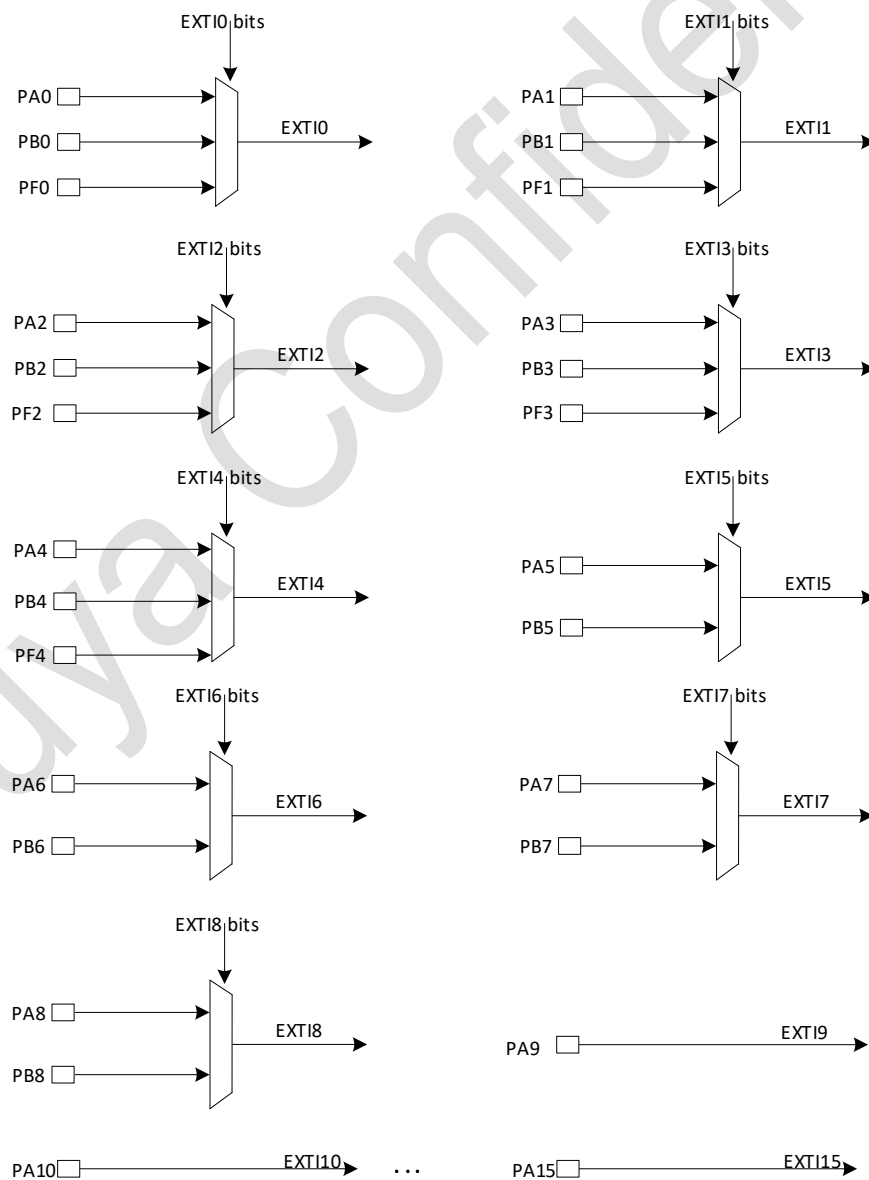 EXTI0 bits
PA0
PB0
PF0
EXTI0
EXTI1 bits
PA1
PB1
PF1
EXTI1
EXTI2 bits
PA2
PB2
PF2
EXTI2
EXTI3 bits
PA3
PB3
PF3
EXTI3
EXTI4 bits
PA4
PB4
PF4
EXTI4
EXTI5 bits
PA5
PB5
EXTI5
EXTI6 bits
PA6
PB6
EXTI6
EXTI7 bits
PA7
PB7
EXTI7
EXTI8 bits
PA8
PB8
EXTI8
PA9
EXTI9
PA10
EXTI10
...
PA15
EXTI15
uya Confiden